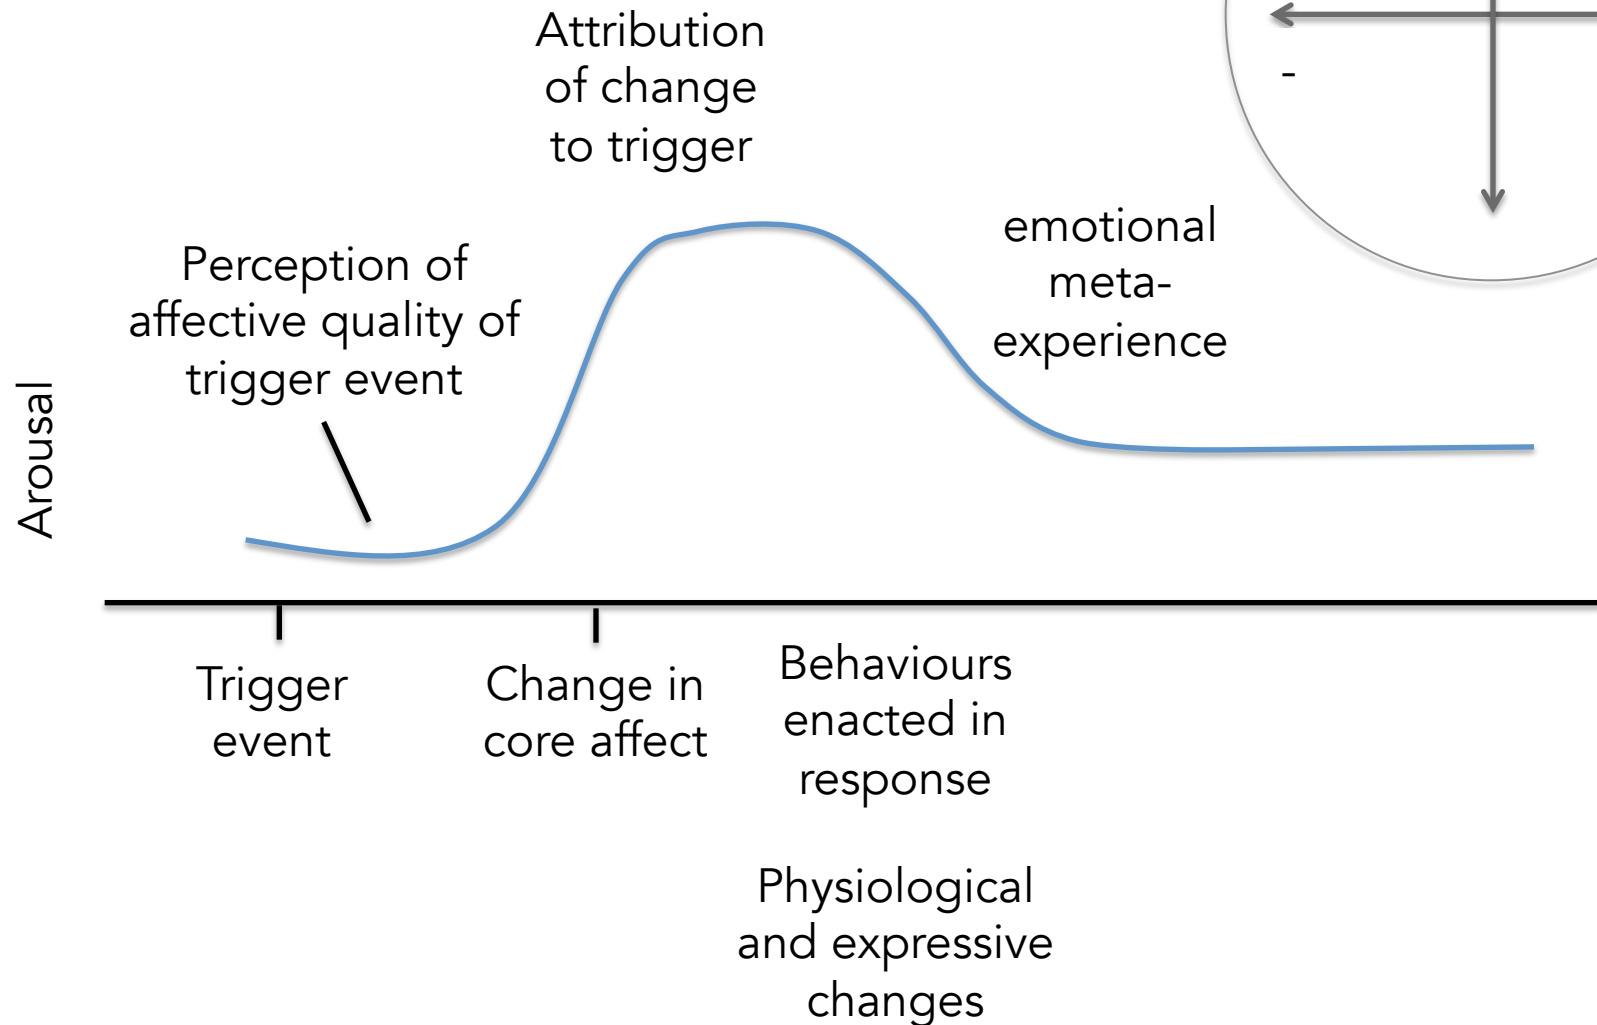 Attribution
of change
to trigger
-
Perception of
affective quality of
trigger event
emotional
meta-
experience
Arousal
Trigger
event
Change in
core affect
Behaviours
enacted in
response
Physiological
and expressive
changes